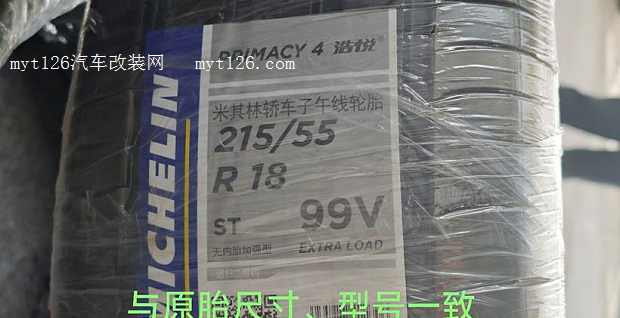 PRIMACY 4 浩悦
myt126汽车改装网 myt126.com
MICHELIN
米其林轿车子午线轮胎
215/55
R 18
ST 99V
无内胎加强型 EXTRA LOAD
与原胎尺寸、型号一致